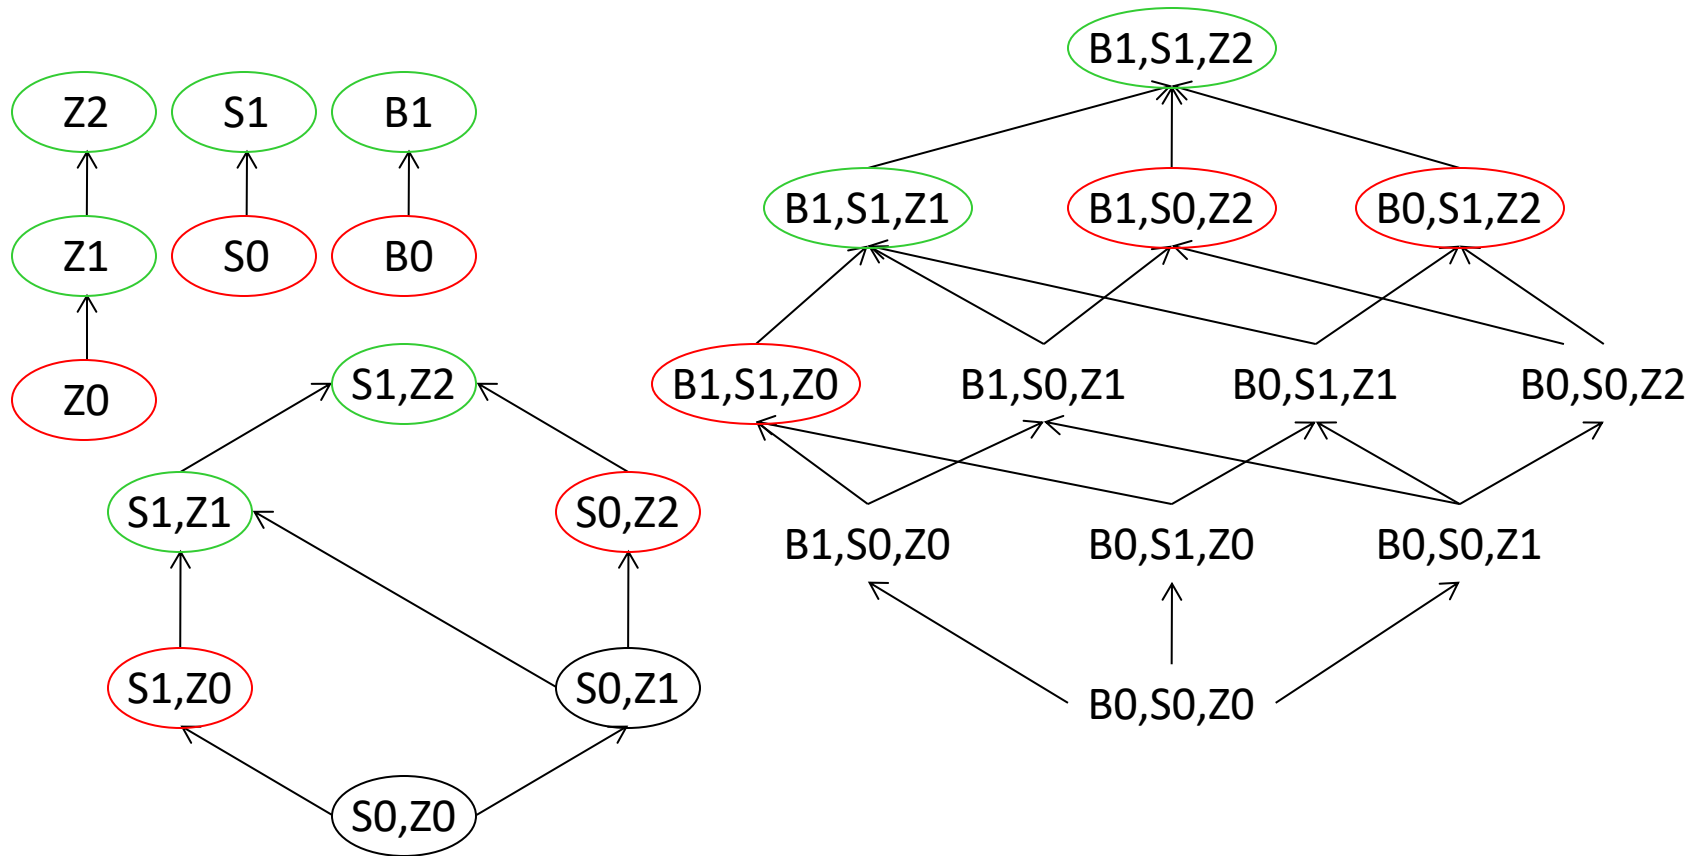 B1,S1,Z2
Z2 S1 B1
B1,S1,Z1 B1,S0,Z2 B0,S1,Z2
Z1 S0 B0
Z0
S1,Z2
B1,S1,Z0 B1,S0,Z1 B0,S1,Z1 B0,S0,Z2
S1,Z1 S0,Z2
B1,S0,Z0 B0,S1,Z0 B0,S0,Z1
S1,Z0 S0,Z1
B0,S0,Z0
S0,Z0